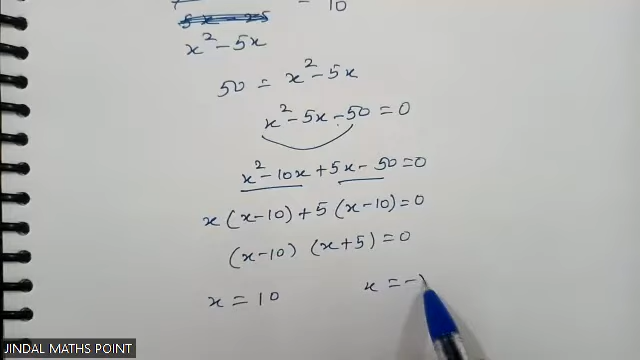 = 10
x² - 5x
50 = x² - 5x
x² - 5x - 50 = 0
x² - 10x + 5x - 50 = 0
x (x-10) + 5 (x-10) = 0
(x-10) (x+5) = 0
x = 10 x = -
JINDAL MATHS POINT